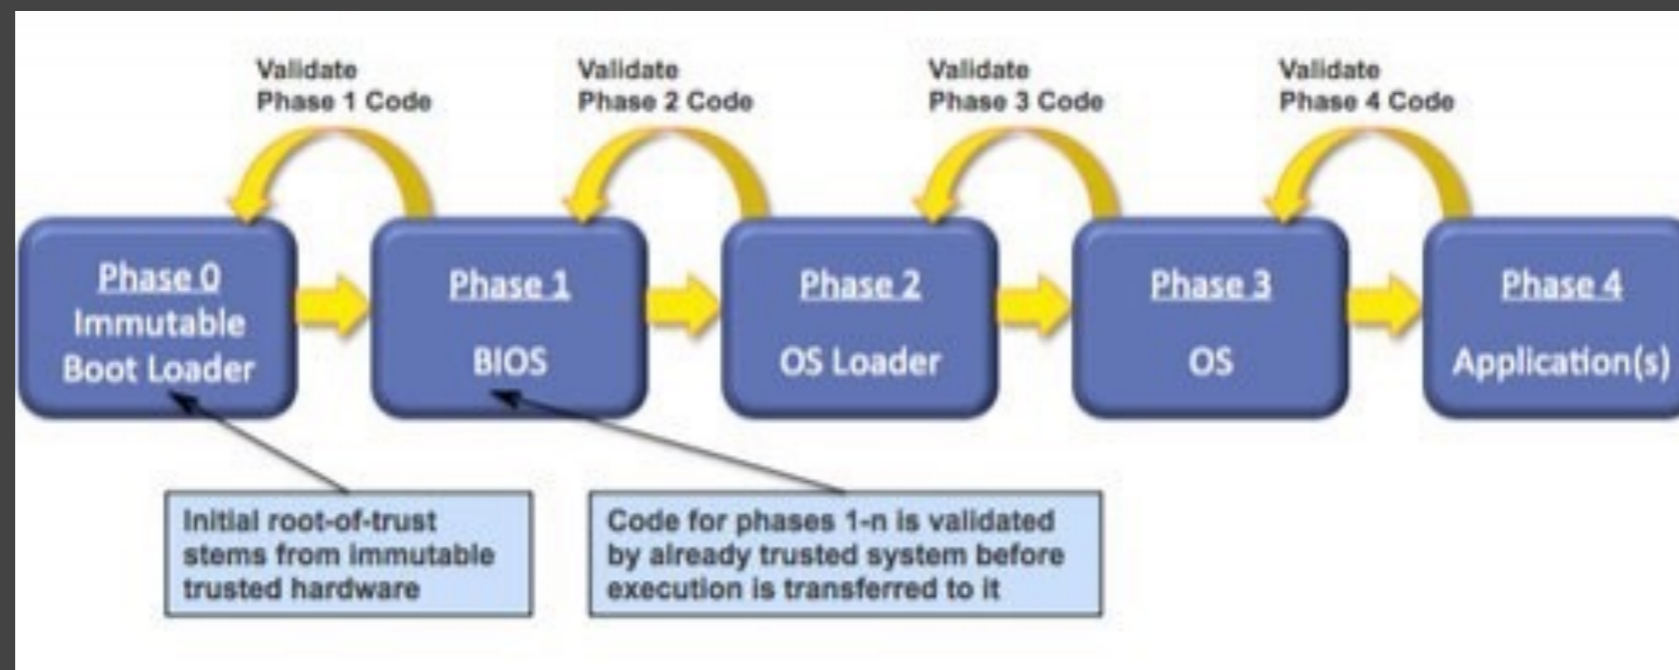 Validate
Phase 1 Code
Validate
Phase 2 Code
Validate
Phase 3 Code
Validate
Phase 4 Code
Phase 0
Immutable
Boot Loader
Phase 1
BIOS
Phase 2
OS Loader
Phase 3
OS
Phase 4
Application(s)
Initial root-of-trust
stems from immutable
trusted hardware
Code for phases 1-n is validated
by already trusted system before
execution is transferred to it